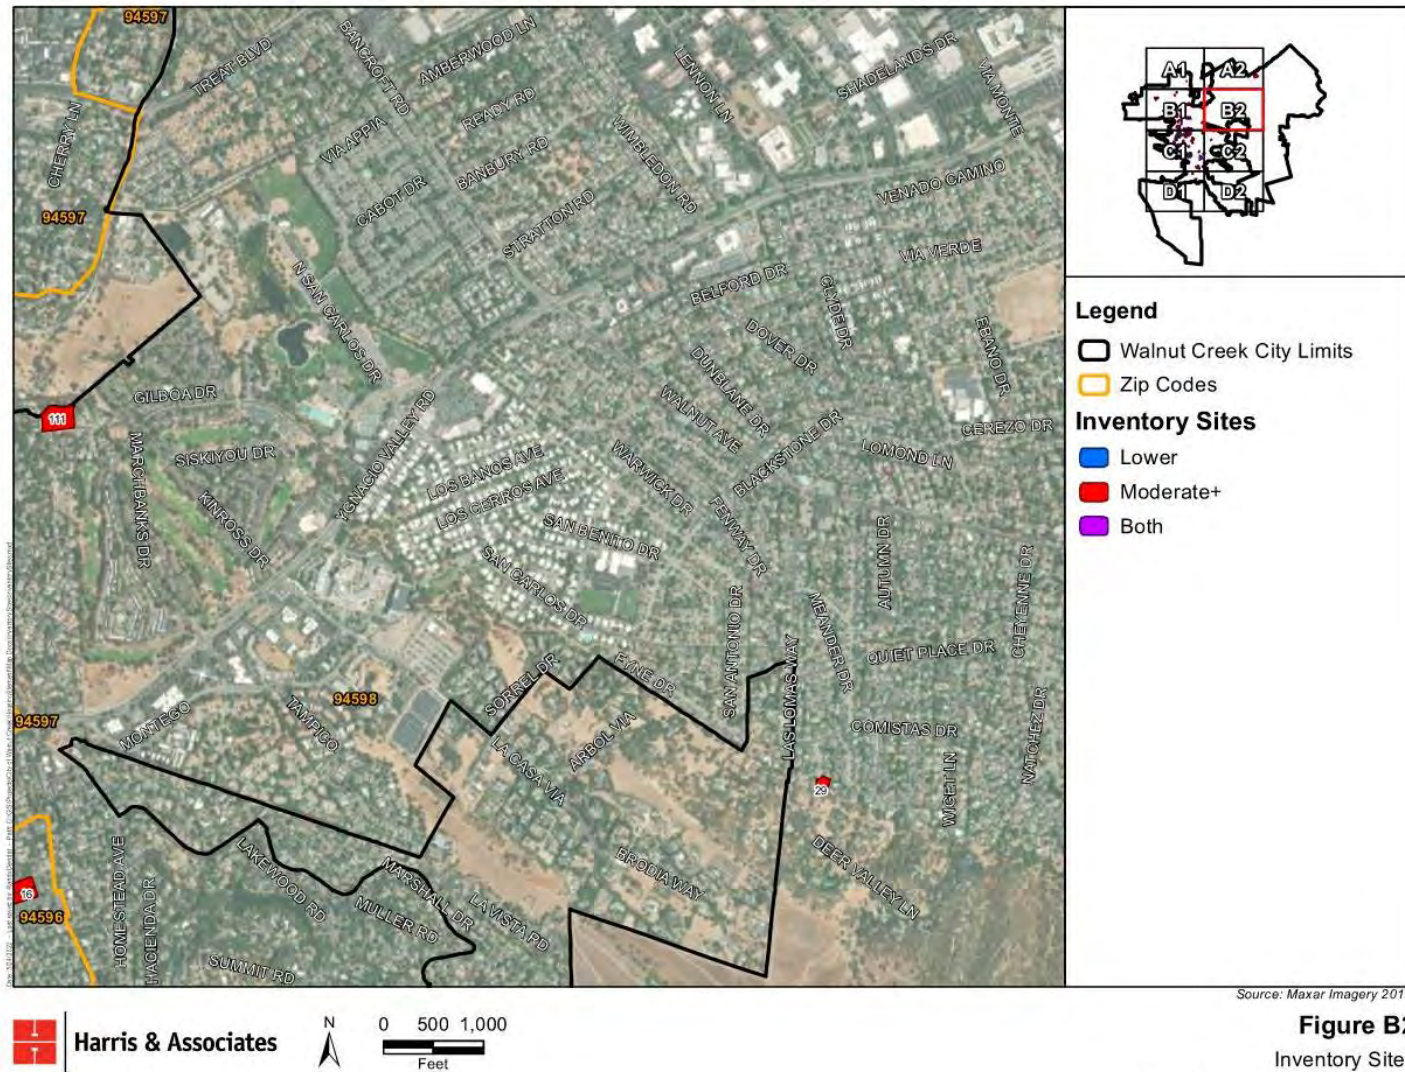 94597
TREAT BLVD
BANCROFT RD
AMBERWOOD LN
LENNON LN
SHADELANDS DR
VIA MONTE
CHERRY LN
VIA APPIA
READY RD
WIMBLEDON RD
BANBURY RD
CABOT DR
STRATTON RD
VENADO CAMINO
94597
VIA VERDE
N SAN CARLOS DR
BELFORD DR
CLYDE DR
DOVER DR
EBANO DR
DUNBLANE DR
GILBOA DR
WALNUT AVE
111
YGNACIO VALLEY RD
BLACKSTONE DR
CEREZO DR
MARCHBANKS DR
SISKIYOU DR
LOS BANOS AVE
WARWICK DR
LOMOND LN
LOS CERROS AVE
KINROSS DR
FENWAY DR
SAN BENITO DR
AUTUMN DR
SAN CARLOS DR
CHEYENNE DR
SAN ANTONIO DR
MEANDER DR
LAS LOMAS WAY
QUIET PLACE DR
EYNE DR
SORREL DR
94598
94597
MONTEGO
TAMPICO
ARBOL VIA
COMISTAS DR
NATCHEZ DR
LA CASA VIA
WIGET LN
29
HOMESTEAD AVE
LAKEWOOD RD
MARSHALL DR
BRODIA WAY
DEER VALLEY LN
16
94596
HACIENDA DR
MULLER RD
LA VISTA RD
SUMMIT RD
A1
A2
B1
B2
C1
C2
D1
D2
Legend
Walnut Creek City Limits
Zip Codes
Inventory Sites
Lower
Moderate+
Both
Source: Maxar Imagery 201
Harris & Associates
N
0 500 1,000
Feet
Figure B2
Inventory Site